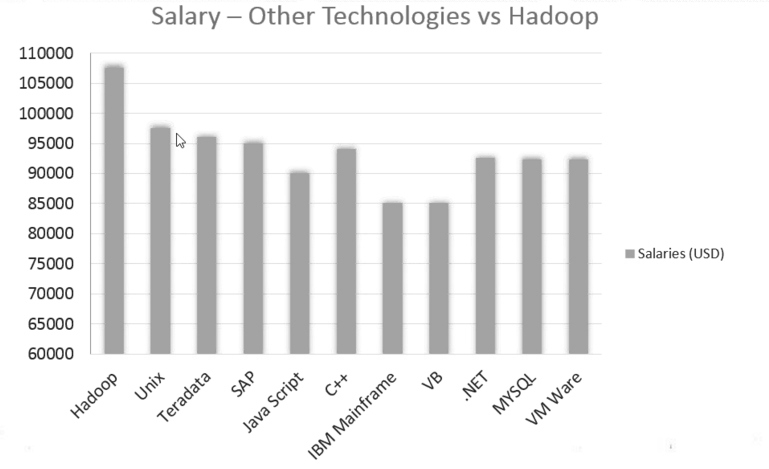 Salary – Other Technologies vs Hadoop
110000
105000
100000
95000
90000
85000
80000
75000
70000
65000
60000
Salaries (USD)
Hadoop
Unix
Teradata
SAP
Java Script
C++
IBM Mainframe
VB
.NET
MYSQL
VM Ware